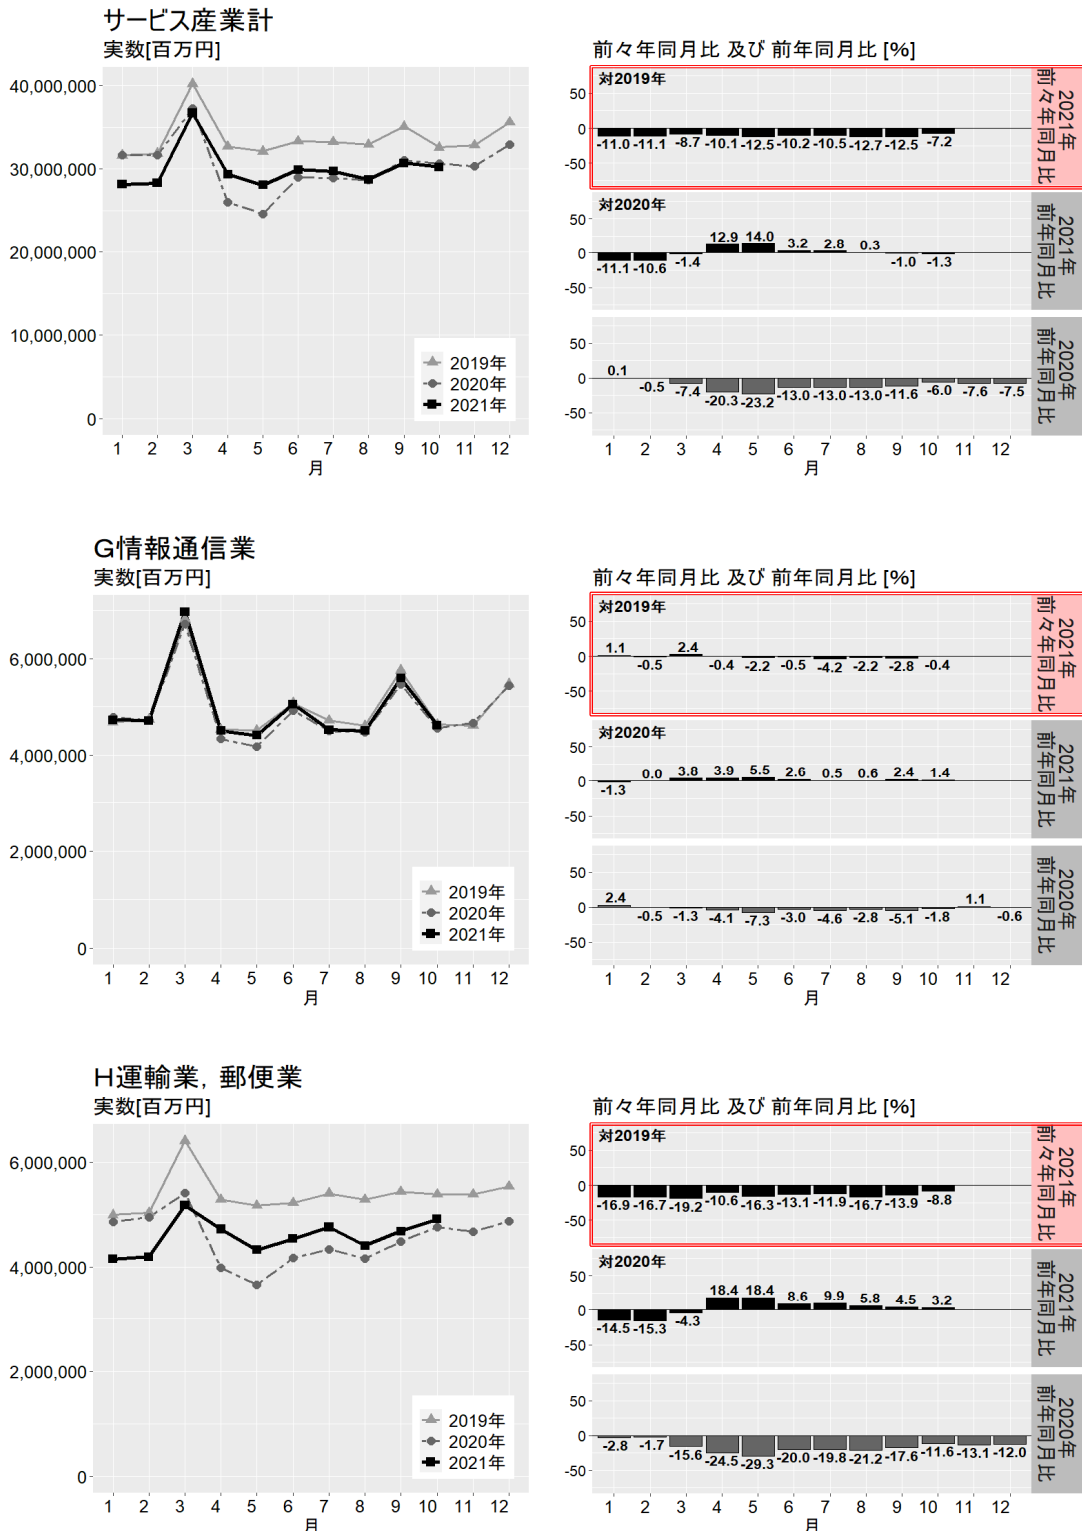 サービス産業計
実数[百万円]
40,000,000
30,000,000
20,000,000
10,000,000
0
2019年
2020年
2021年
1 2 3 4 5 6 7 8 9 10 11 12
月
前々年同月比 及び 前年同月比 [%]
対2019年
50
0
-50
-11.0 -11.1 -8.7 -10.1 -12.5 -10.2 -10.5 -12.7 -12.5 -7.2
2021年
前々年同月比
対2020年
50
0
-50
-11.1 -10.6 -1.4 12.9 14.0 3.2 2.8 0.3 -1.0 -1.3
2021年
前年同月比
50
0
-50
0.1 -0.5 -7.4 -20.3 -23.2 -13.0 -13.0 -13.0 -11.6 -6.0 -7.6 -7.5
2020年
前年同月比
1 2 3 4 5 6 7 8 9 10 11 12
月
G情報通信業
実数[百万円]
6,000,000
4,000,000
2,000,000
0
2019年
2020年
2021年
1 2 3 4 5 6 7 8 9 10 11 12
月
前々年同月比 及び 前年同月比 [%]
対2019年
50
0
-50
1.1 -0.5 2.4 -0.4 -2.2 -0.5 -4.2 -2.2 -2.8 -0.4
2021年
前々年同月比
対2020年
50
0
-50
-1.3 0.0 3.8 3.9 5.5 2.6 0.5 0.6 2.4 1.4
2021年
前年同月比
50
0
-50
2.4 -0.5 -1.3 -4.1 -7.3 -3.0 -4.6 -2.8 -5.1 -1.8 1.1 -0.6
2020年
前年同月比
1 2 3 4 5 6 7 8 9 10 11 12
月
H運輸業，郵便業
実数[百万円]
6,000,000
4,000,000
2,000,000
0
2019年
2020年
2021年
1 2 3 4 5 6 7 8 9 10 11 12
月
前々年同月比 及び 前年同月比 [%]
対2019年
50
0
-50
-16.9 -16.7 -19.2 -10.6 -16.3 -13.1 -11.9 -16.7 -13.9 -8.8
2021年
前々年同月比
対2020年
50
0
-50
-14.5 -15.3 -4.3 18.4 18.4 8.6 9.9 5.8 4.5 3.2
2021年
前年同月比
50
0
-50
-2.8 -1.7 -15.6 -24.5 -29.3 -20.0 -19.8 -21.2 -17.6 -11.6 -13.1 -12.0
2020年
前年同月比
1 2 3 4 5 6 7 8 9 10 11 12
月